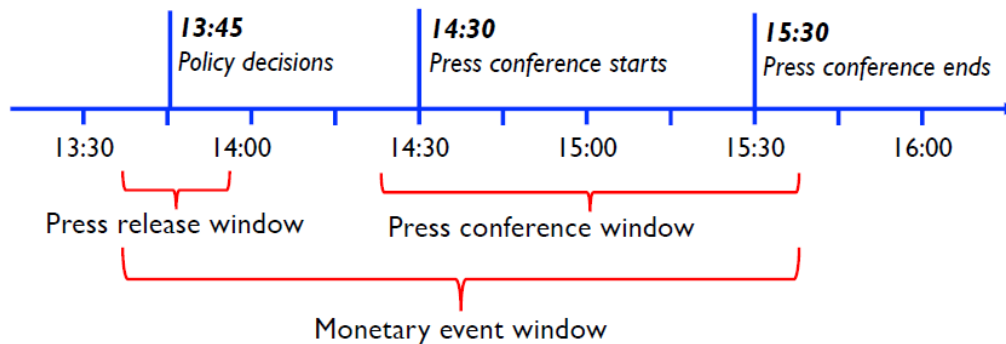 13:45
Policy decisions
14:30
Press conference starts
15:30
Press conference ends
13:30 14:00 14:30 15:00 15:30 16:00
Press release window
Press conference window
Monetary event window